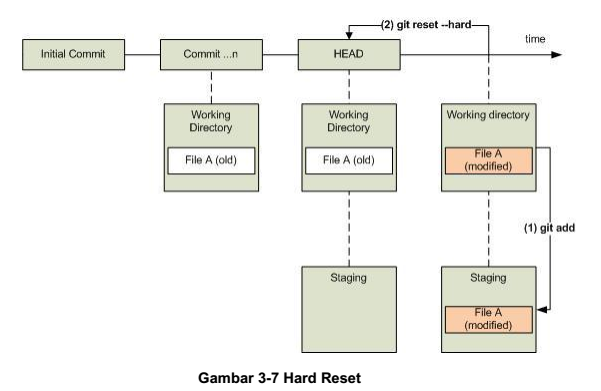 (2) git reset --hard
time
Initial Commit
Commit ...n
HEAD
Working
Directory
File A (old)
Working
Directory
File A (old)
Working directory
File A
(modified)
(1) git add
Staging
Staging
File A
(modified)
Gambar 3-7 Hard Reset